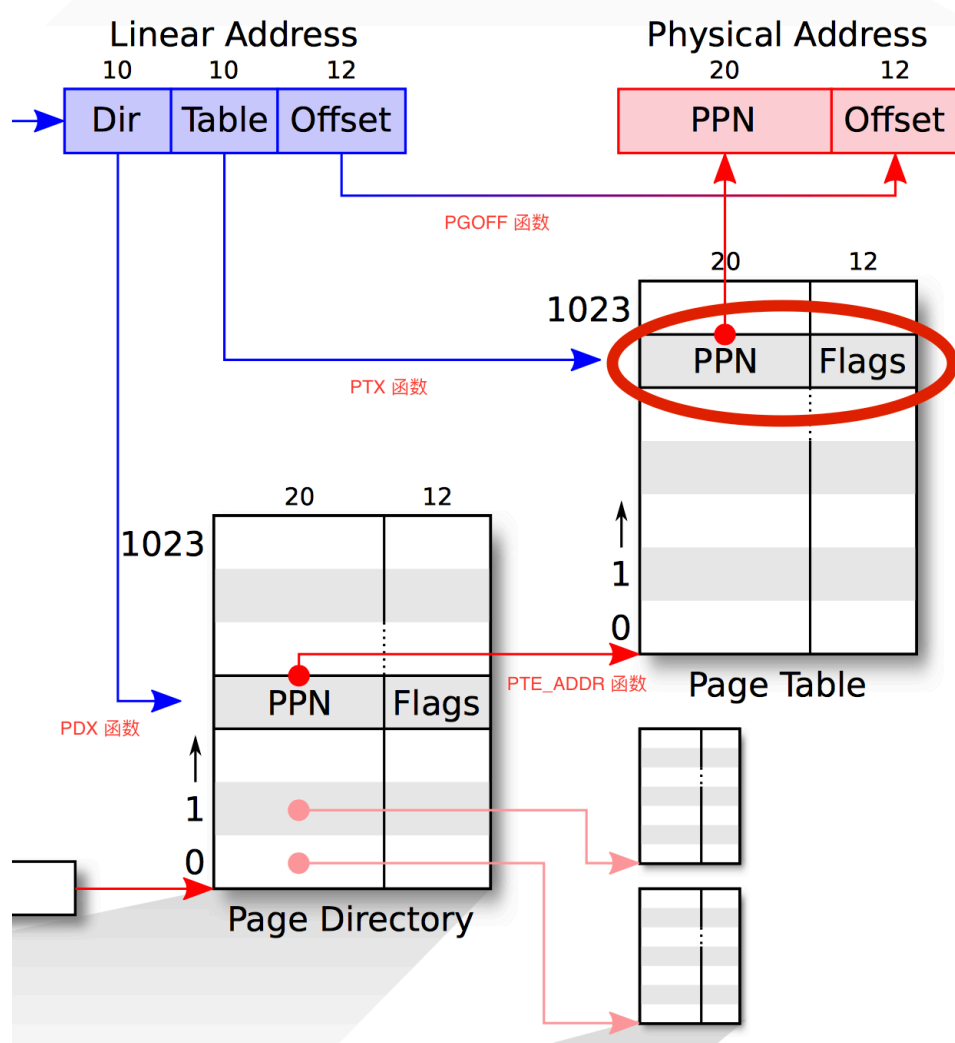 Linear Address
Physical Address
10 10 12
20 12
Dir Table Offset
PPN Offset
PGOFF 函数
20 12
1023
PPN Flags
PTX 函数
20 12
1023
1
0
PTE_ADDR 函数
Page Table
PPN Flags
PDX 函数
1
0
Page Directory